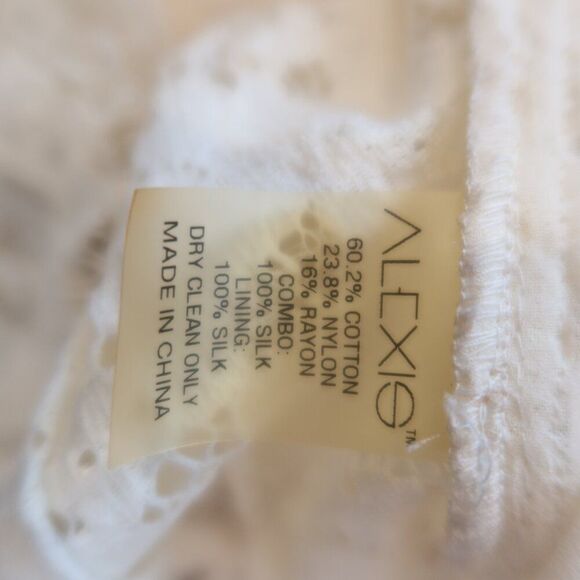 ALEXIS™
60.2% COTTON
23.8% NYLON
16% RAYON
COMBO:
100% SILK
LINING:
100% SILK
DRY CLEAN ONLY
MADE IN CHINA